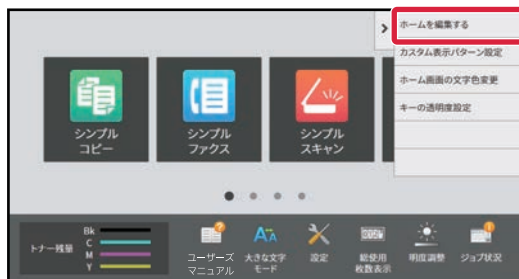 ホームを編集する
カスタム表示パターン設定
ホーム画面の文字色変更
キーの透明度設定
シンプル
コピー
シンプル
ファクス
シンプル
スキャン
トナー残量
Bk
C
M
Y
ユーザーズ
マニュアル
大きな文字
モード
設定
総使用
枚数表示
明度調整
ジョブ状況